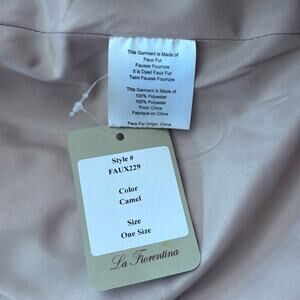 This Garment is Made of
Faux Fur
Fausse Fourrure
It Is Dyed Faux Fur
Teint Fausse Fourrure
This Garment is Made of
100% Polyester
100% Polyester
From China
Fabriqué en China
Faux Fur Origin: China
Style #
FAUX229
Color
Camel
Size
One Size
La Fiorentina